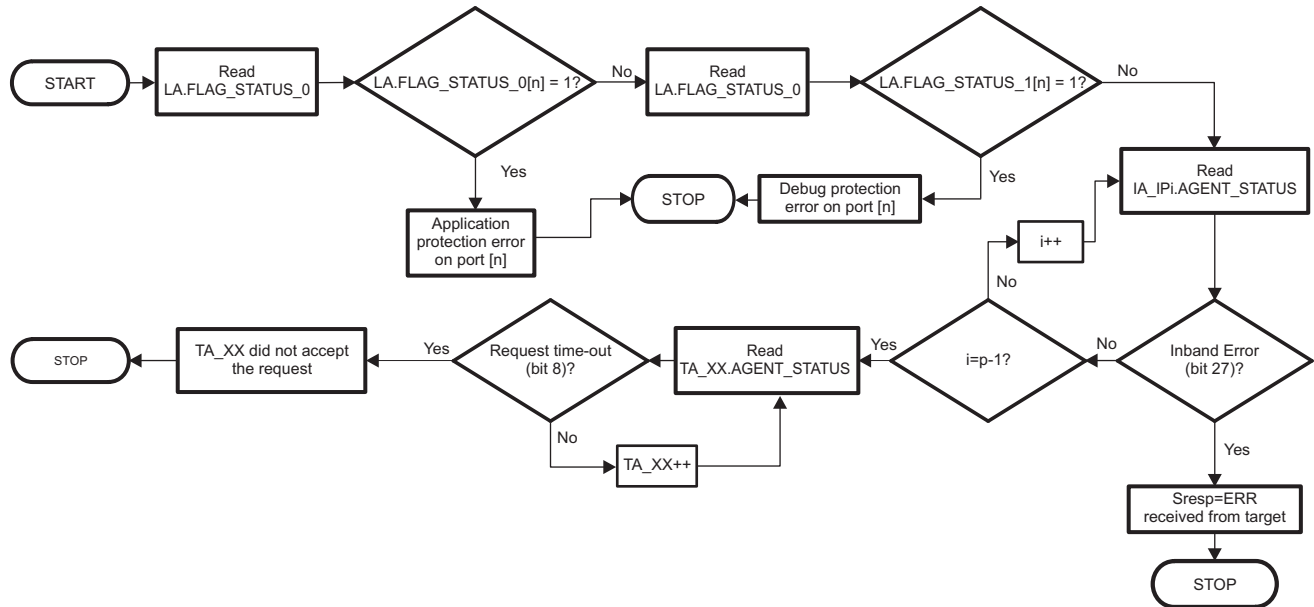 START
Read
LA.FLAG_STATUS_0
LA.FLAG_STATUS_0[n] = 1?
No
Read
LA.FLAG_STATUS_0
LA.FLAG_STATUS_1[n] = 1?
No
Yes
Application
protection error
on port [n]
STOP
Yes
Debug protection
error on port [n]
Read
IA_IPi.AGENT_STATUS
i++
No
Inband Error
(bit 27)?
No
i=p-1?
Yes
Read
TA_XX.AGENT_STATUS
Request time-out
(bit 8)?
Yes
TA_XX did not accept
the request
STOP
No
TA_XX++
Yes
Sresp=ERR
received from target
STOP